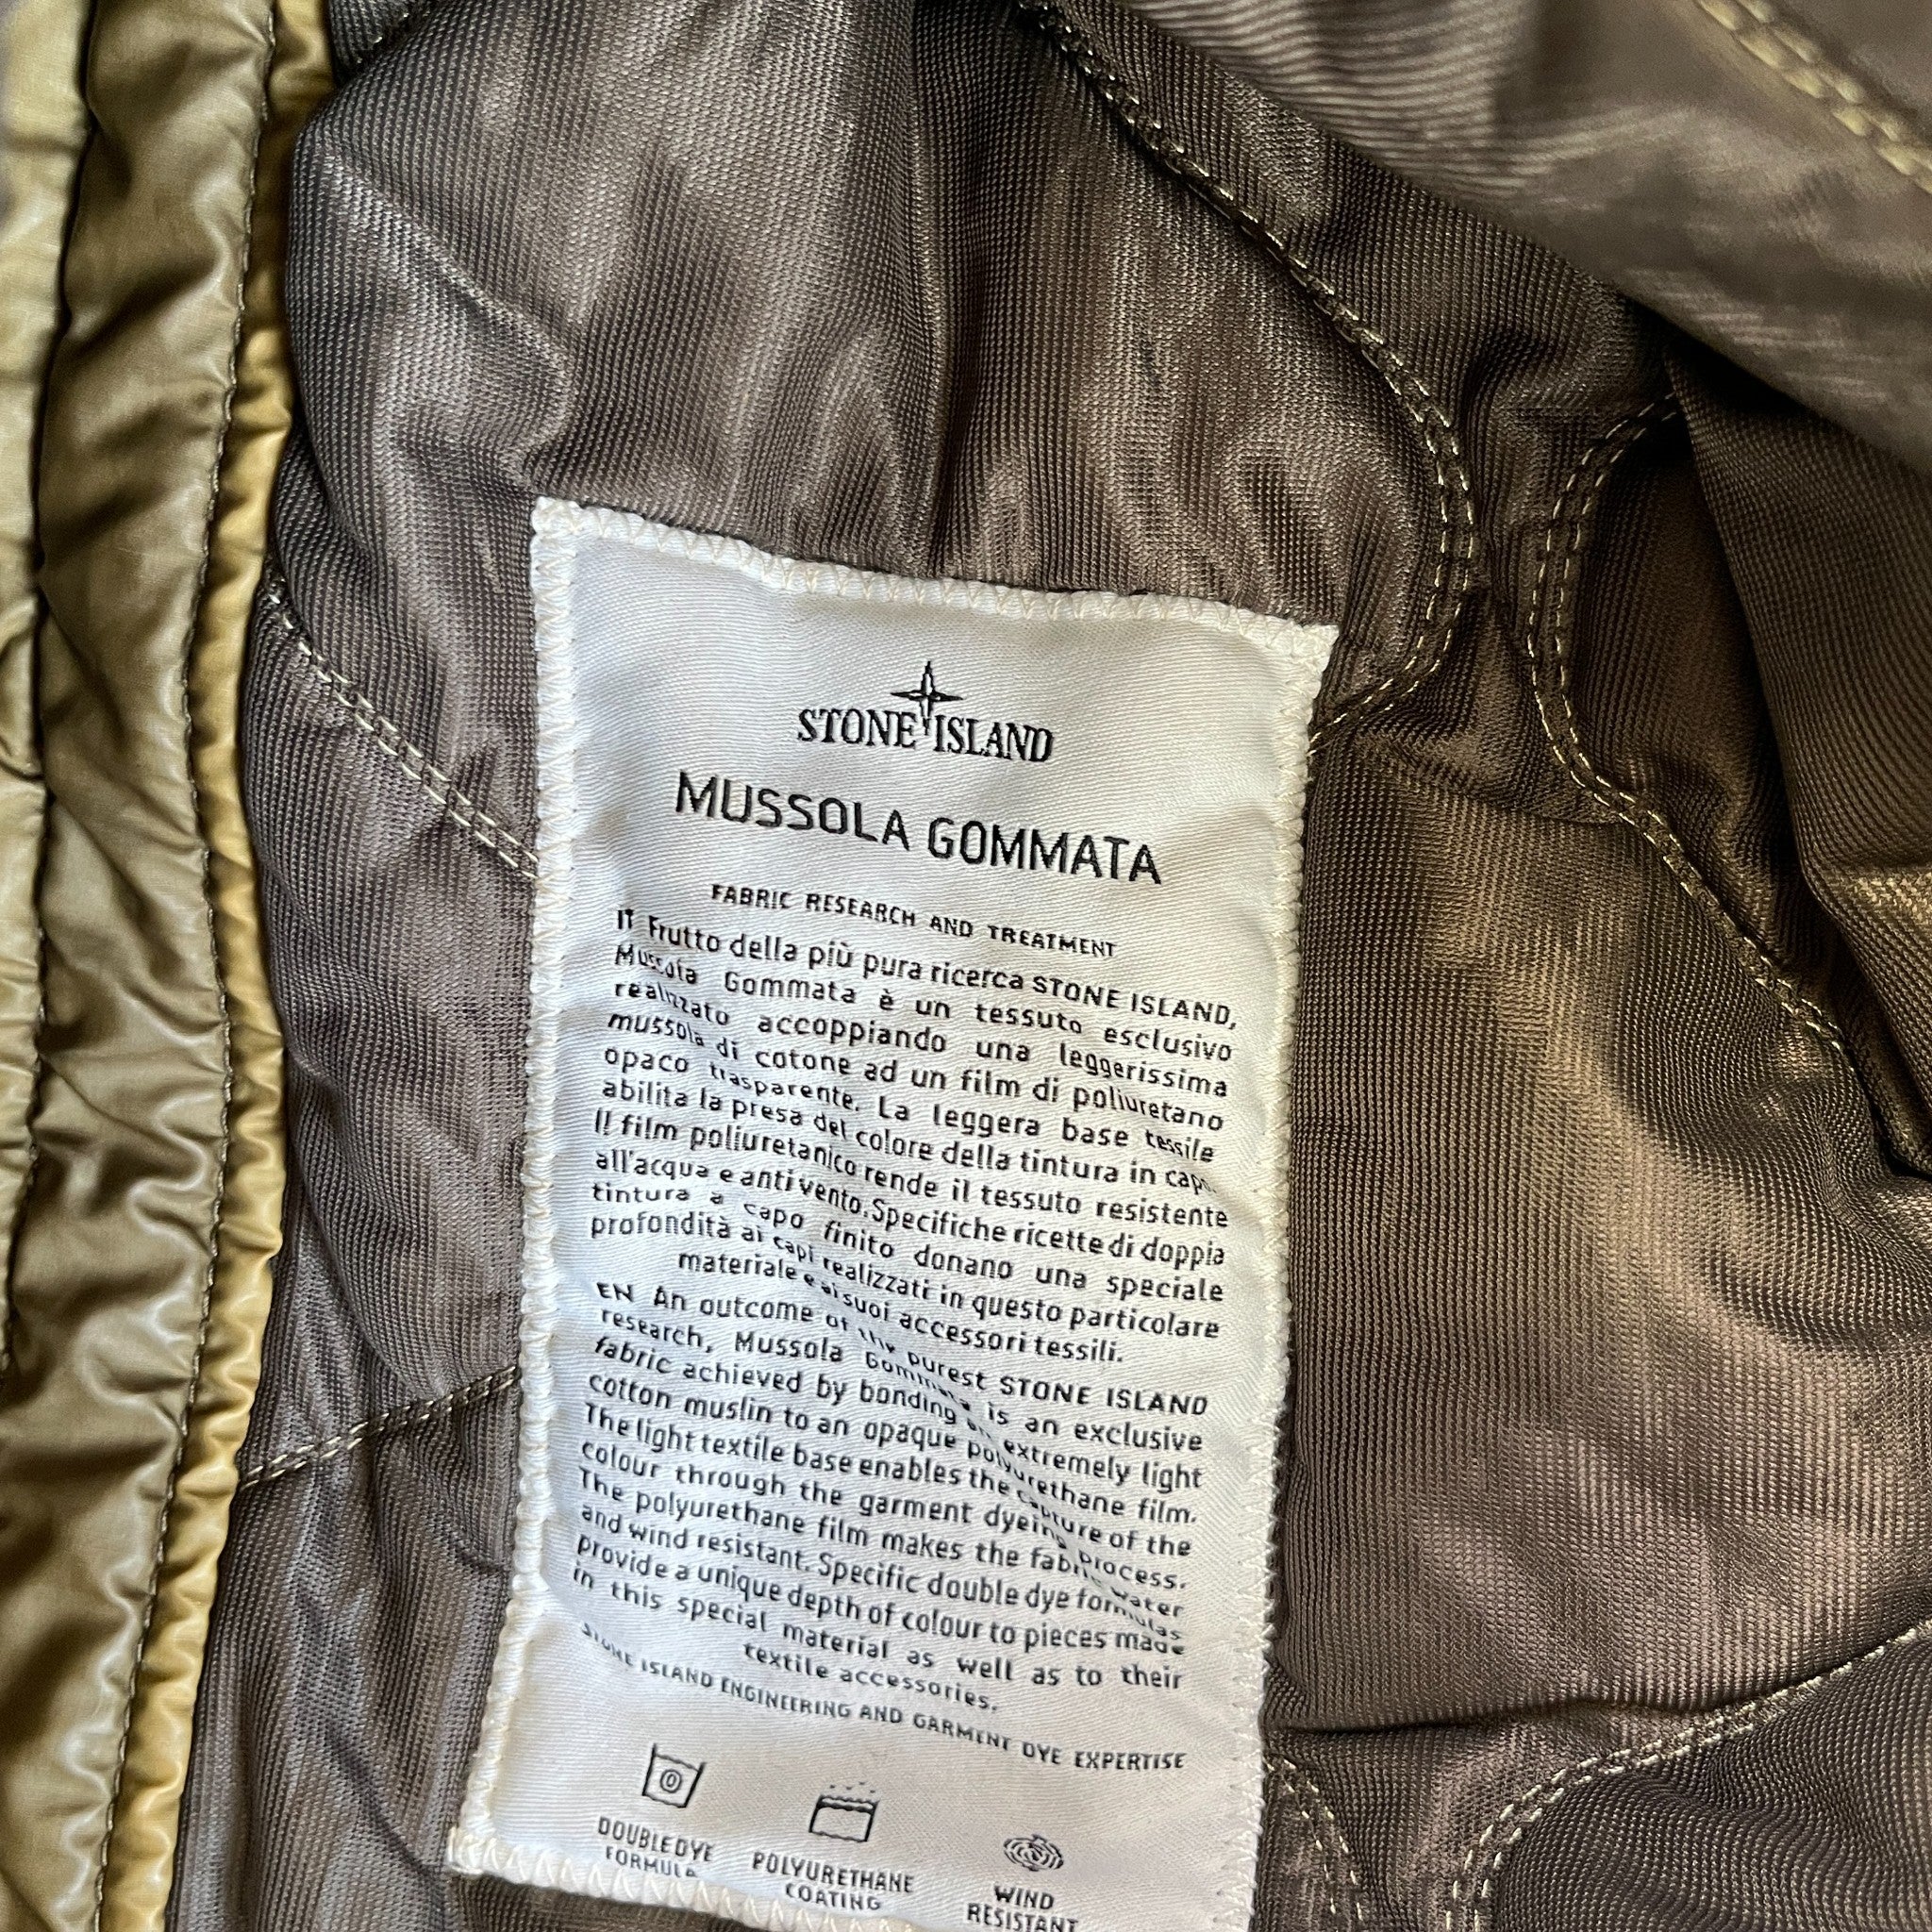 STONE ISLAND
MUSSOLA GOMMATA
FABRIC RESEARCH AND TREATMENT
IT Frutto della più pura ricerca STONE ISLAND,
Mussola Gommata è un tessuto esclusivo
realizzato accoppiando una leggerissima
mussola di cotone ad un film di poliuretano
opaco trasparente. La leggera base tessile
abilita la presa del colore della tintura in capo.
Il film poliuretanico rende il tessuto resistente
all'acqua e antivento. Specifiche ricette di doppia
tintura a capo finito donano una speciale
profondità ai capi realizzati in questo particolare
materiale e ai suoi accessori tessili.
EN An outcome of the purest STONE ISLAND
research, Mussola Gommata is an exclusive
fabric achieved by bonding an extremely light
cotton muslin to an opaque polyurethane film.
The light textile base enables the capture of the
colour through the garment dyeing process.
The polyurethane film makes the fabric water
and wind resistant. Specific double dye formulas
provide a unique depth of colour to pieces made
in this special material as well as to their
textile accessories.
STONE ISLAND ENGINEERING AND GARMENT DYE EXPERTISE
DOUBLE DYE
FORMULA
POLYURETHANE
COATING
WIND
RESISTANT